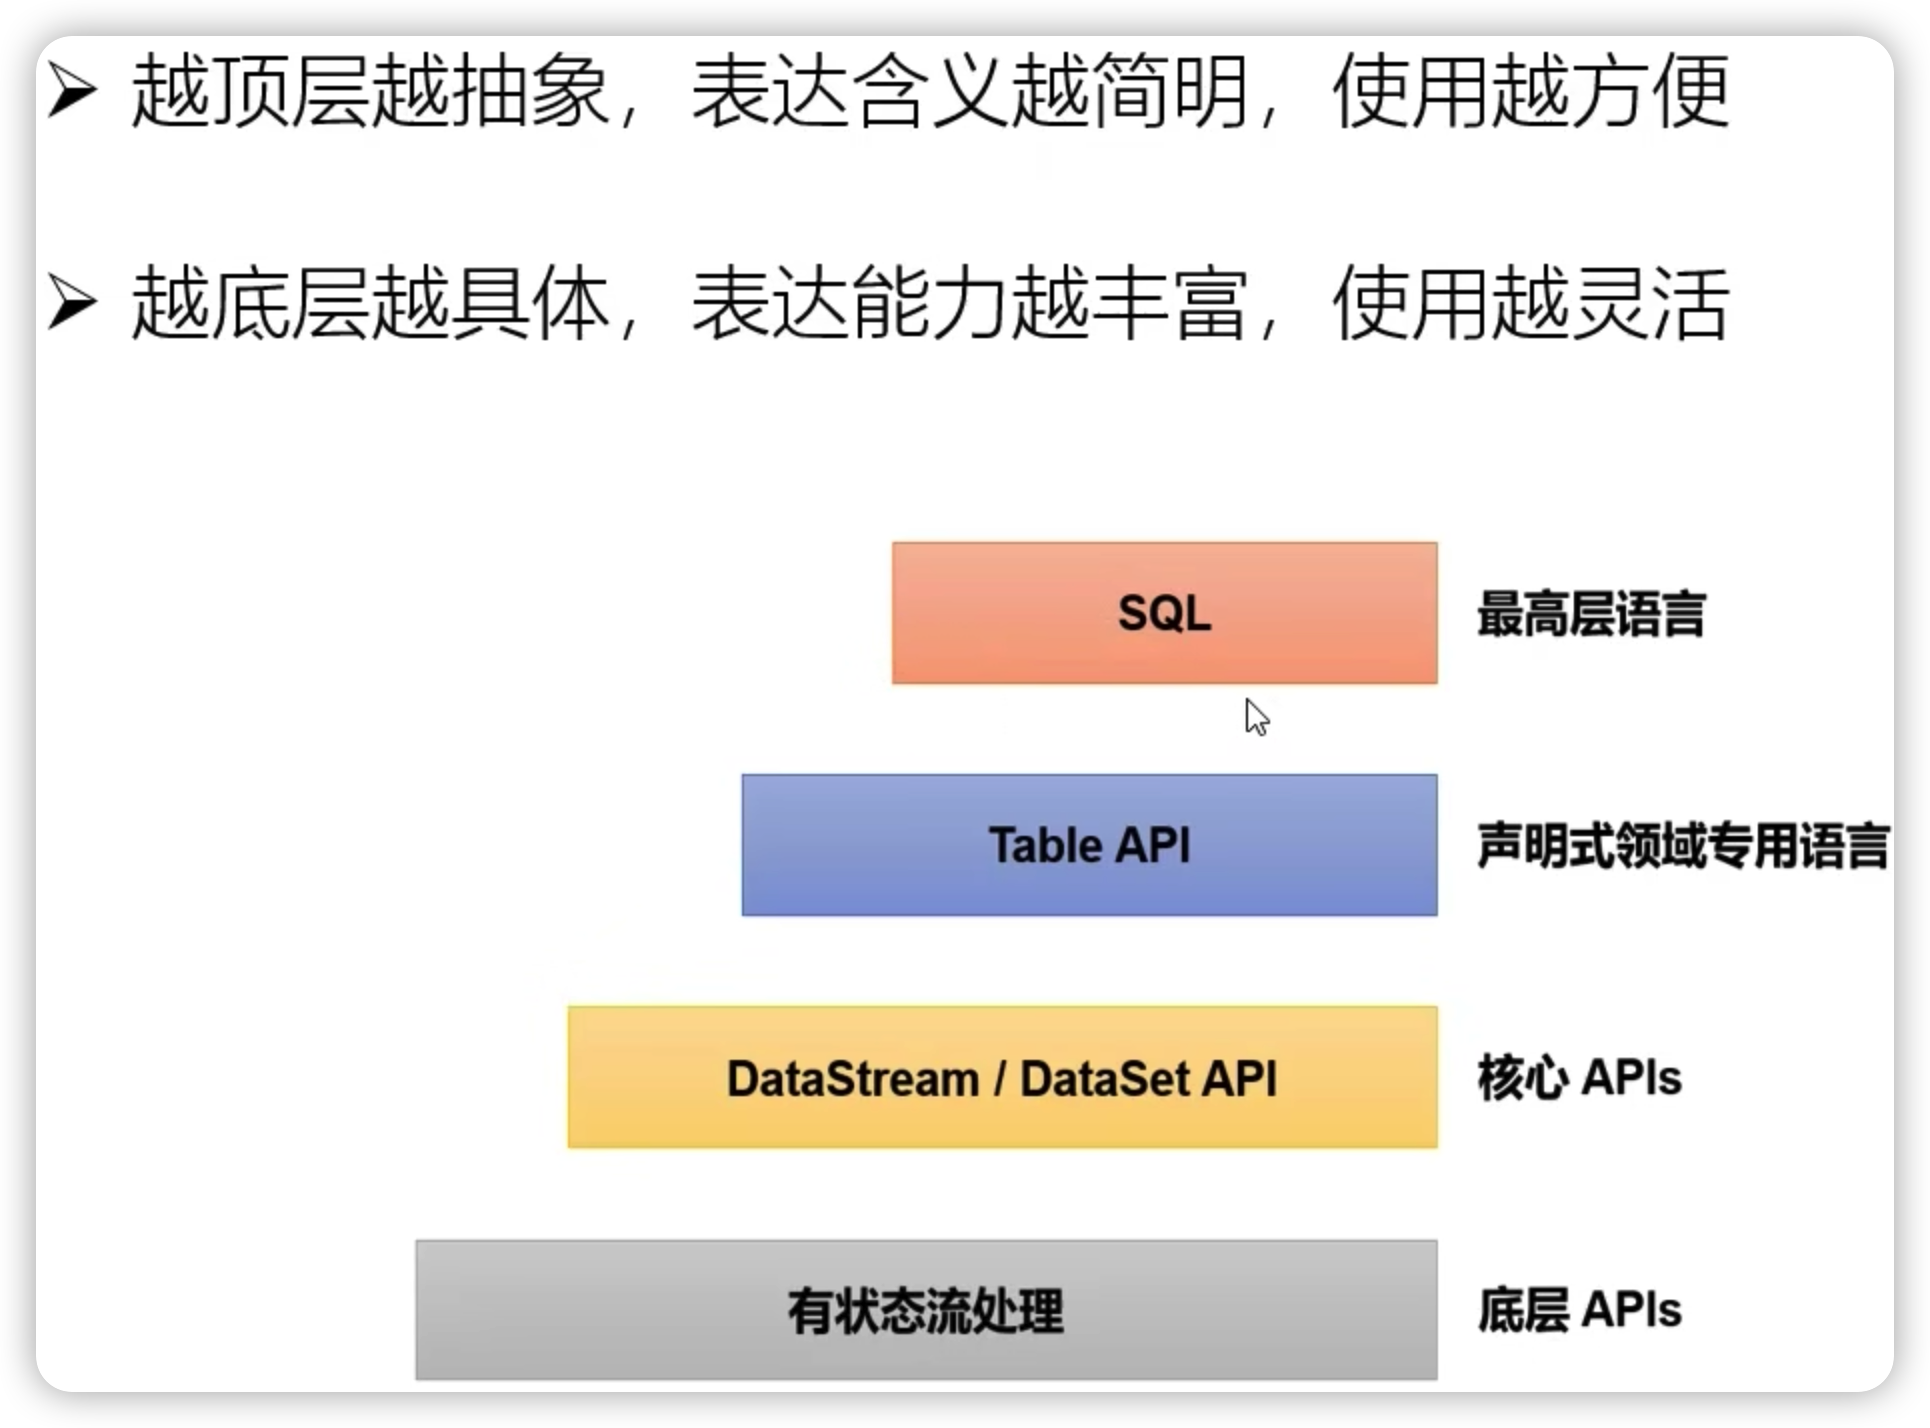 越顶层越抽象，表达含义越简明，使用越方便
越底层越具体，表达能力越丰富，使用越灵活
SQL 最高层语言
Table API 声明式领域专用语言
DataStream / DataSet API 核心 APIs
有状态流处理 底层 APIs